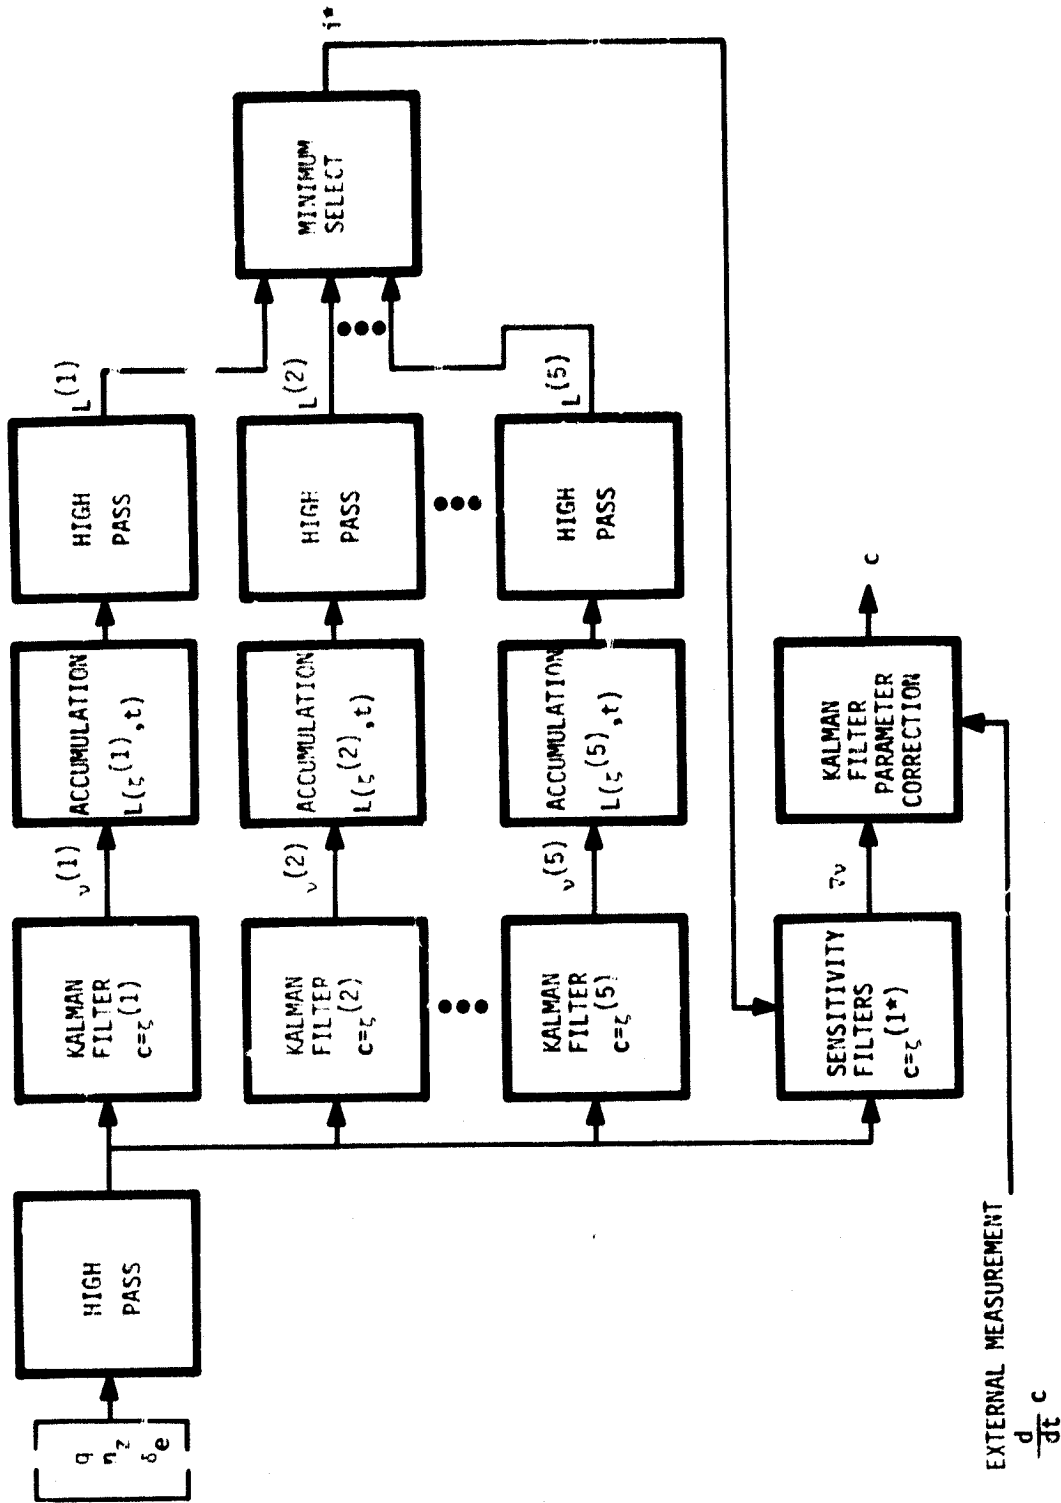 q
η_z
δ_e
HIGH
PASS
KALMAN
FILTER
c=ζ^(1)
ν^(1)
ACCUMULATION
L(ζ^(1),t)
HIGH
PASS
L^(1)
KALMAN
FILTER
c=ζ^(2)
ν^(2)
ACCUMULATION
L(ζ^(2),t)
HIGH
PASS
L^(2)
KALMAN
FILTER
c=ζ^(5)
ν^(5)
ACCUMULATION
L(ζ^(5),t)
HIGH
PASS
L^(5)
MINIMUM
SELECT
i*
SENSITIVITY
FILTERS
c=ζ^(i*)
∇ν
KALMAN
FILTER
PARAMETER
CORRECTION
c
EXTERNAL MEASUREMENT
d/dt c